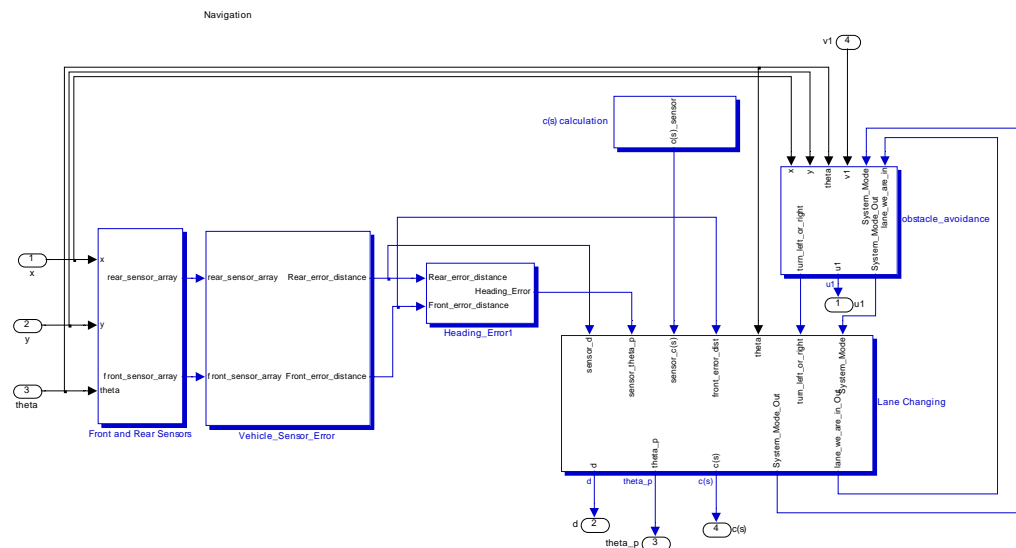 Navigation
v1
4
c(s) calculation
c(s)_sensor
x
y
theta
v1
System_Mode
lane_we_are_in
turn_left_or_right
u1
System_Mode_Out
obstacle_avoidance
u1
1
u1
1
x
2
y
3
theta
x
y
theta
rear_sensor_array
front_sensor_array
Front and Rear Sensors
rear_sensor_array
front_sensor_array
Rear_error_distance
Front_error_distance
Vehicle_Sensor_Error
Rear_error_distance
Front_error_distance
Heading_Error
Heading_Error1
sensor_d
sensor_theta_p
sensor_c(s)
front_error_dist
theta
turn_left_or_right
System_Mode
d
theta_p
c(s)
System_Mode_Out
lane_we_are_in_Out
Lane Changing
d
theta_p
c(s)
d
2
theta_p
3
4
c(s)